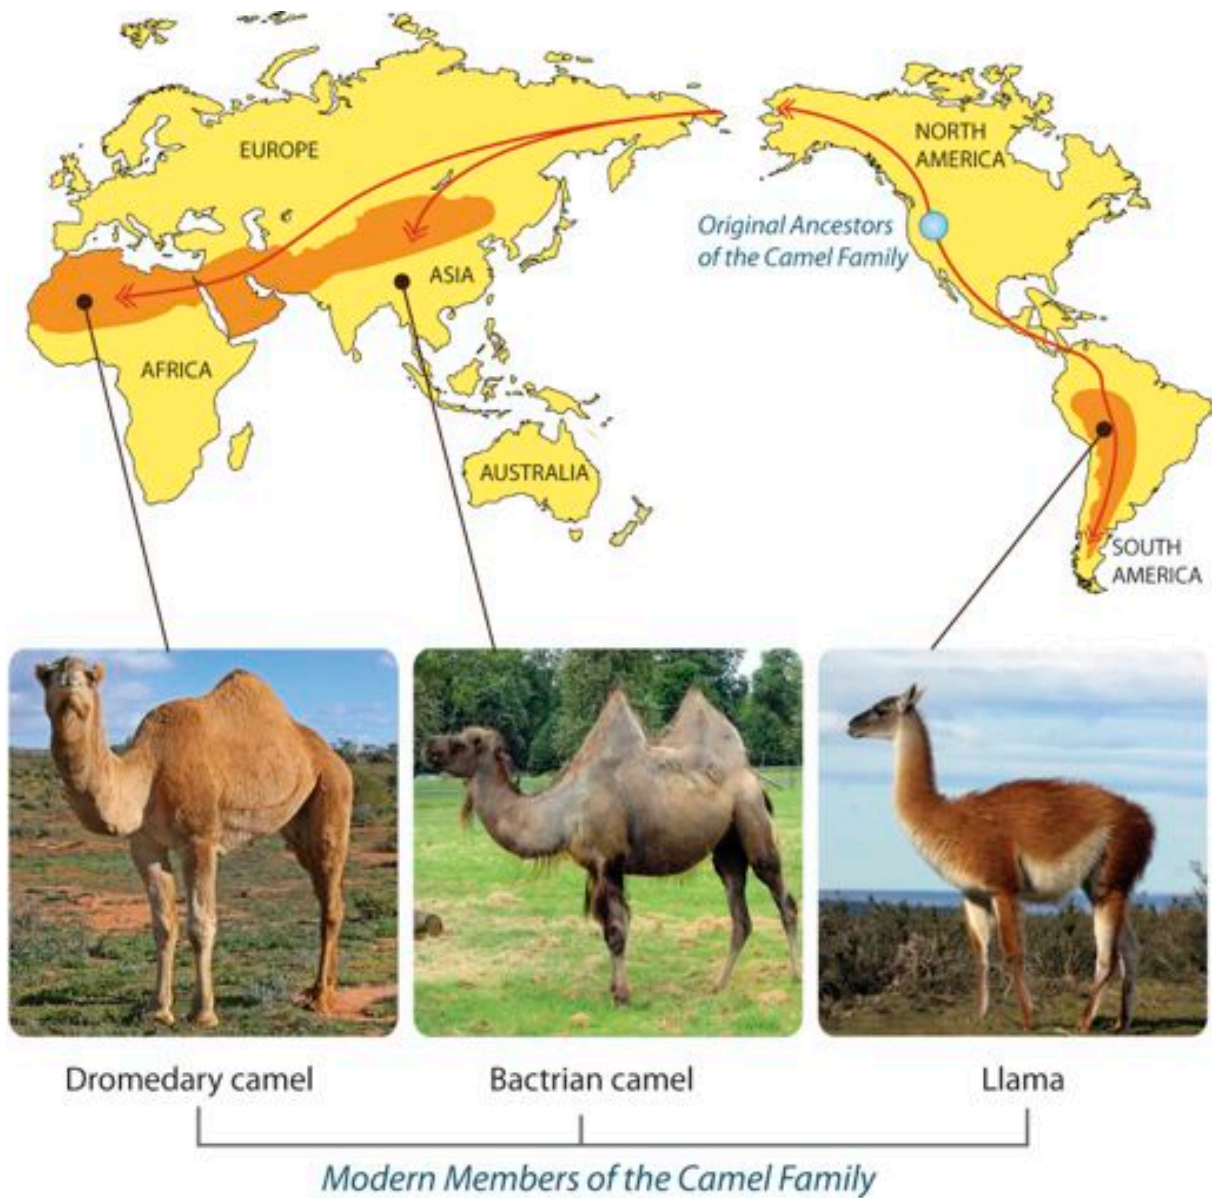 EUROPE
NORTH
AMERICA
Original Ancestors
of the Camel Family
ASIA
AFRICA
AUSTRALIA
SOUTH
AMERICA
Dromedary camel
Bactrian camel
Llama
Modern Members of the Camel Family